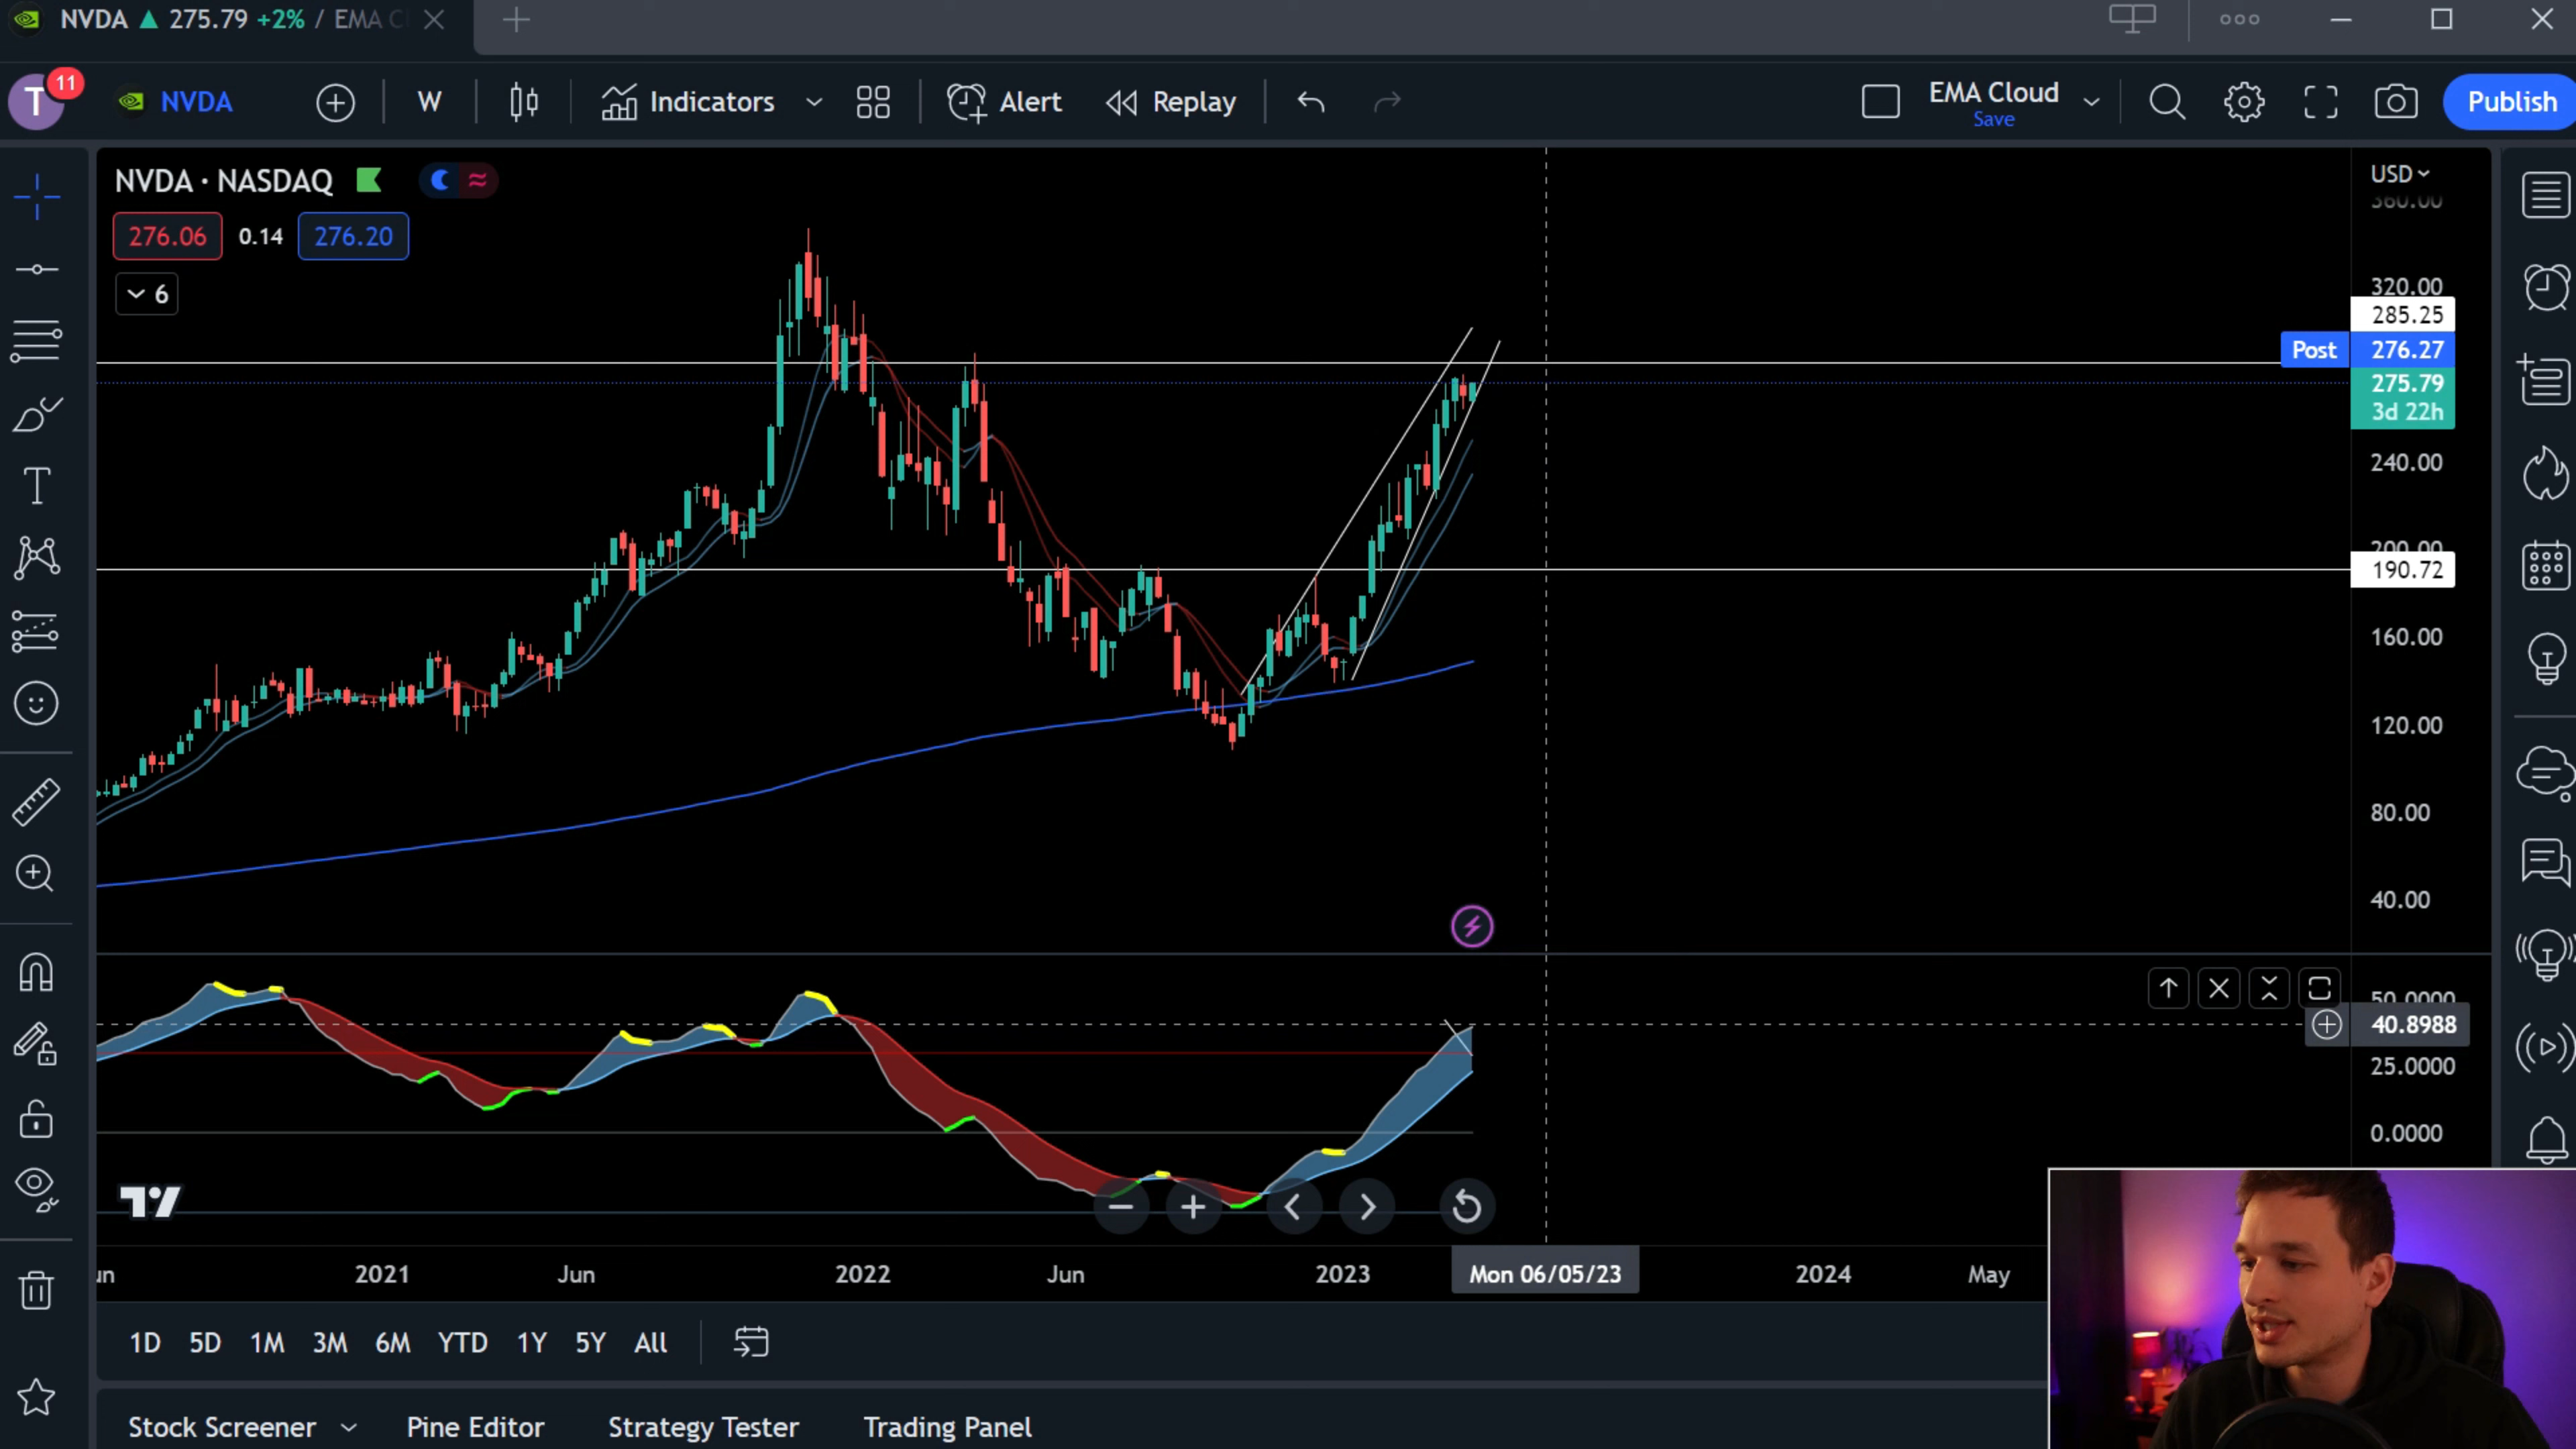 NVDA ▲ 275.79 +2% / EMA C
T
11
NVDA
W
Indicators
Alert
Replay
EMA Cloud
Save
Publish
NVDA · NASDAQ
276.06
0.14
276.20
6
USD
360.00
320.00
285.25
Post
276.27
275.79
3d 22h
240.00
200.00
190.72
160.00
120.00
80.00
40.00
50.0000
40.8988
25.0000
0.0000
2021
Jun
2022
Jun
2023
Mon 06/05/23
2024
May
1D
5D
1M
3M
6M
YTD
1Y
5Y
All
Stock Screener
Pine Editor
Strategy Tester
Trading Panel